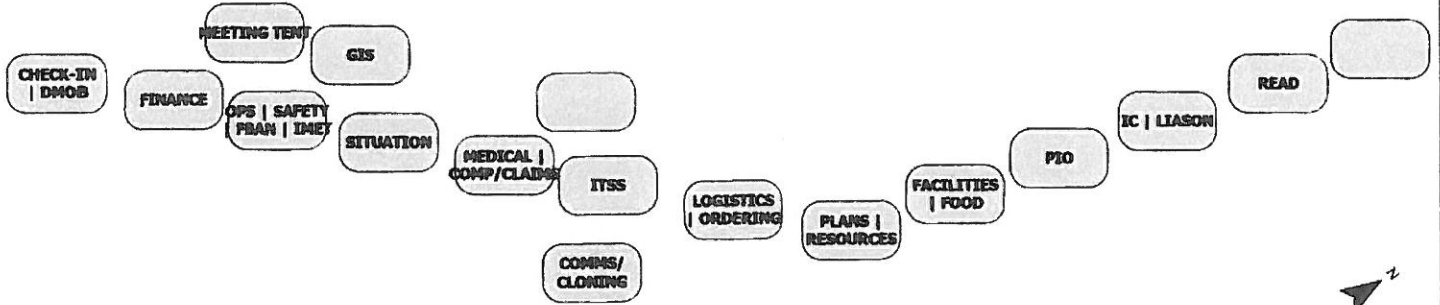 MEETING TENT
GIS
CHECK-IN
| DMOB
FINANCE
OPS | SAFETY
| FBAN | IMET
SITUATION
MEDICAL |
COMP/CLAIMS
ITSS
COMMS/
CLONING
LOGISTICS
| ORDERING
PLANS |
RESOURCES
FACILITIES
| FOOD
PIO
IC | LIASON
READ
N